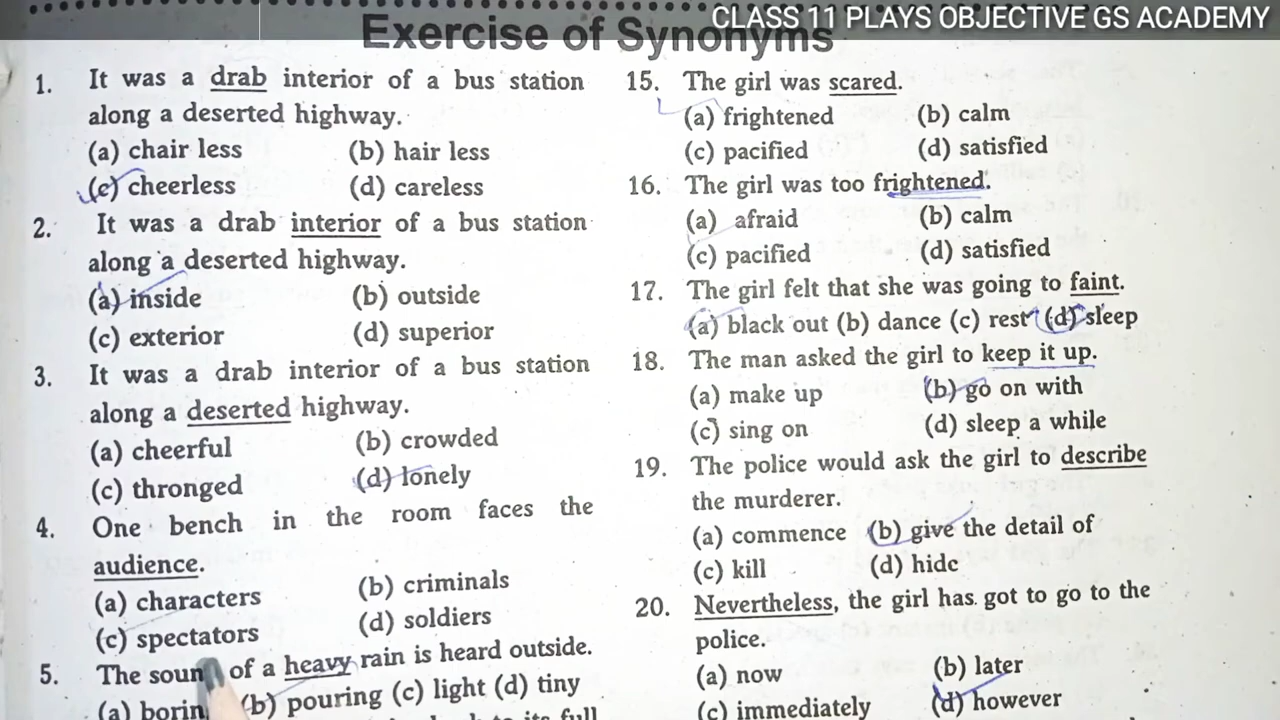 CLASS 11 PLAYS OBJECTIVE GS ACADEMY
Exercise of Synonyms
1. It was a drab interior of a bus station
along a deserted highway.
(a) chair less (b) hair less
(c) cheerless (d) careless
2. It was a drab interior of a bus station
along a deserted highway.
(a) inside (b) outside
(c) exterior (d) superior
3. It was a drab interior of a bus station
along a deserted highway.
(a) cheerful (b) crowded
(c) thronged (d) lonely
4. One bench in the room faces the
audience.
(a) characters (b) criminals
(c) spectators (d) soldiers
5. The soun of a heavy rain is heard outside.
(a) borin (b) pouring (c) light (d) tiny
to its full
15. The girl was scared.
(a) frightened (b) calm
(c) pacified (d) satisfied
16. The girl was too frightened.
(a) afraid (b) calm
(c) pacified (d) satisfied
17. The girl felt that she was going to faint.
(a) black out (b) dance (c) rest (d) sleep
18. The man asked the girl to keep it up.
(a) make up (b) go on with
(c) sing on (d) sleep a while
19. The police would ask the girl to describe
the murderer.
(a) commence (b) give the detail of
(c) kill (d) hide
20. Nevertheless, the girl has got to go to the
police.
(a) now (b) later
(c) immediately (d) however